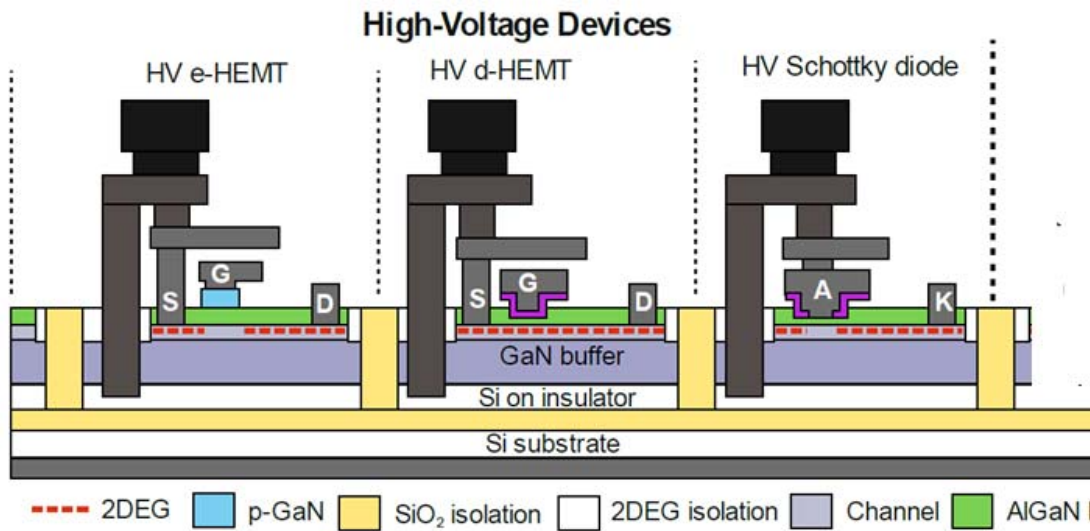 High-Voltage Devices
HV e-HEMT
HV d-HEMT
HV Schottky diode
G
G
A
S
D
S
D
K
GaN buffer
Si on insulator
Si substrate
2DEG
p-GaN
SiO₂ isolation
2DEG isolation
Channel
AlGaN